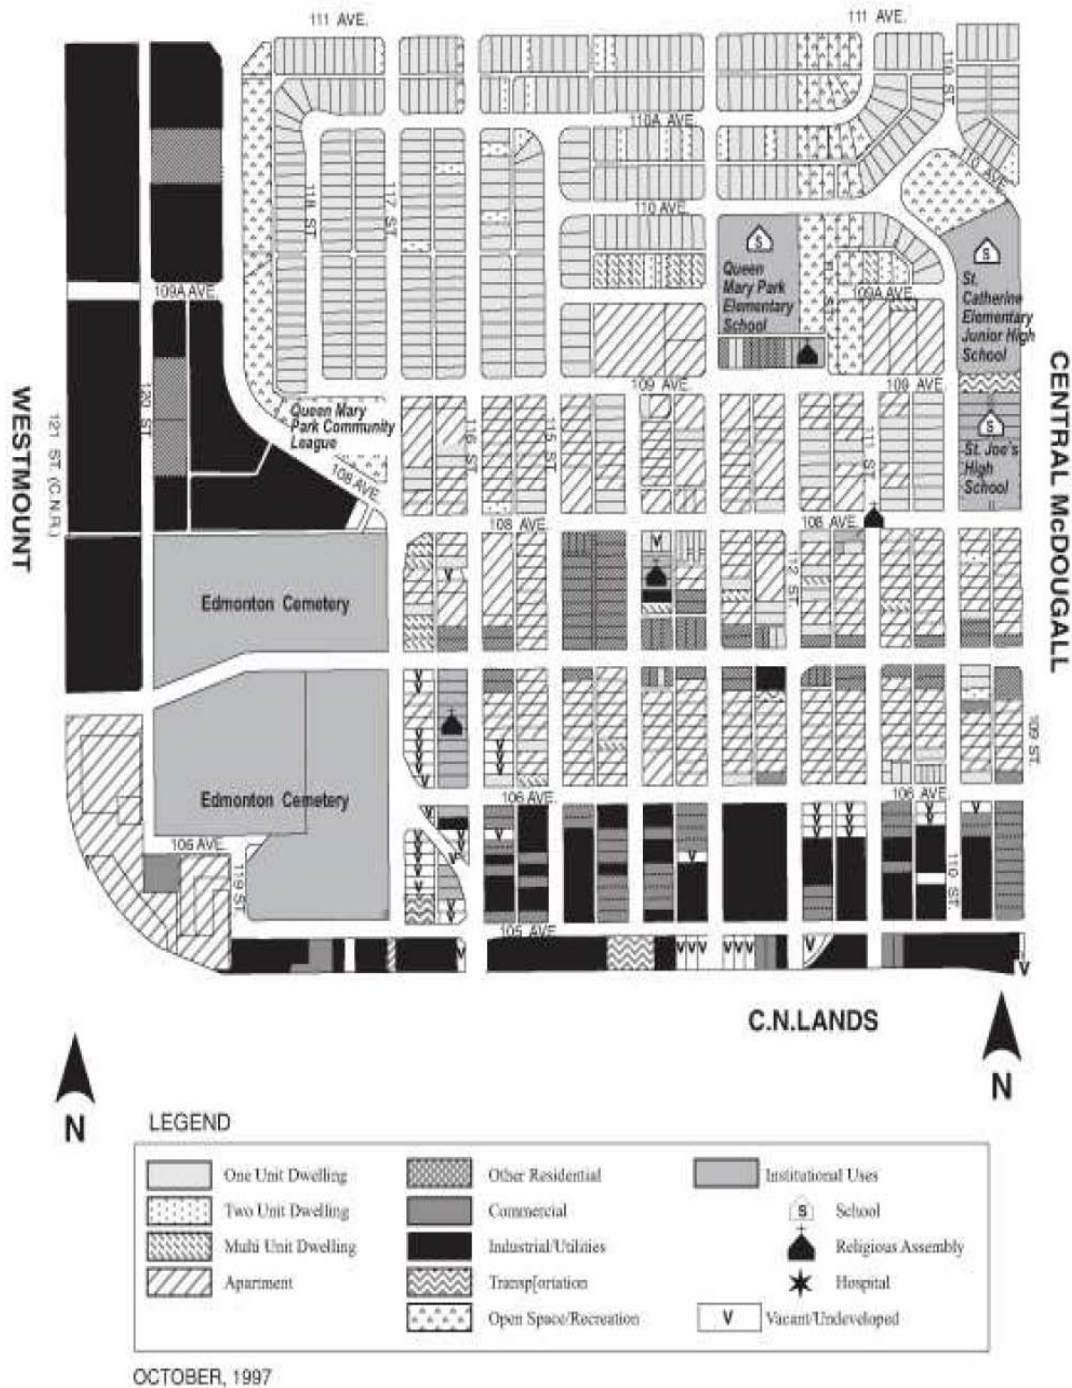 111 AVE.
111 AVE.
110 ST.
110A AVE.
110 AVE.
118 ST.
117 ST.
110 AVE.
S
Queen
Mary Park
Elementary
School
S
St.
Catherine
Elementary
Junior High
School
109A AVE.
109A AVE.
109 AVE.
109 AVE.
WESTMOUNT
121 ST. (C.N.R.)
120 ST.
Queen Mary
Park Community
League
108 AVE.
116 ST.
115 ST.
111 ST.
S
St. Joe's
High
School
CENTRAL McDOUGALL
108 AVE.
108 AVE.
112 ST.
V
V
Edmonton Cemetery
V
V
V
V
V
V
V
V
109 ST.
Edmonton Cemetery
106 AVE.
106 AVE.
106 AVE.
119 ST.
110 ST.
V
V
V
V
V
V
V
V
V
V
V
V
105 AVE.
V
V V V
V V V
V
V
C.N.LANDS
N
N
LEGEND
One Unit Dwelling
Two Unit Dwelling
Multi Unit Dwelling
Apartment
Other Residential
Commercial
Industrial/Utilities
Transp[ortation
Open Space/Recreation
Institutional Uses
S School
Religious Assembly
Hospital
V Vacant/Undeveloped
OCTOBER, 1997